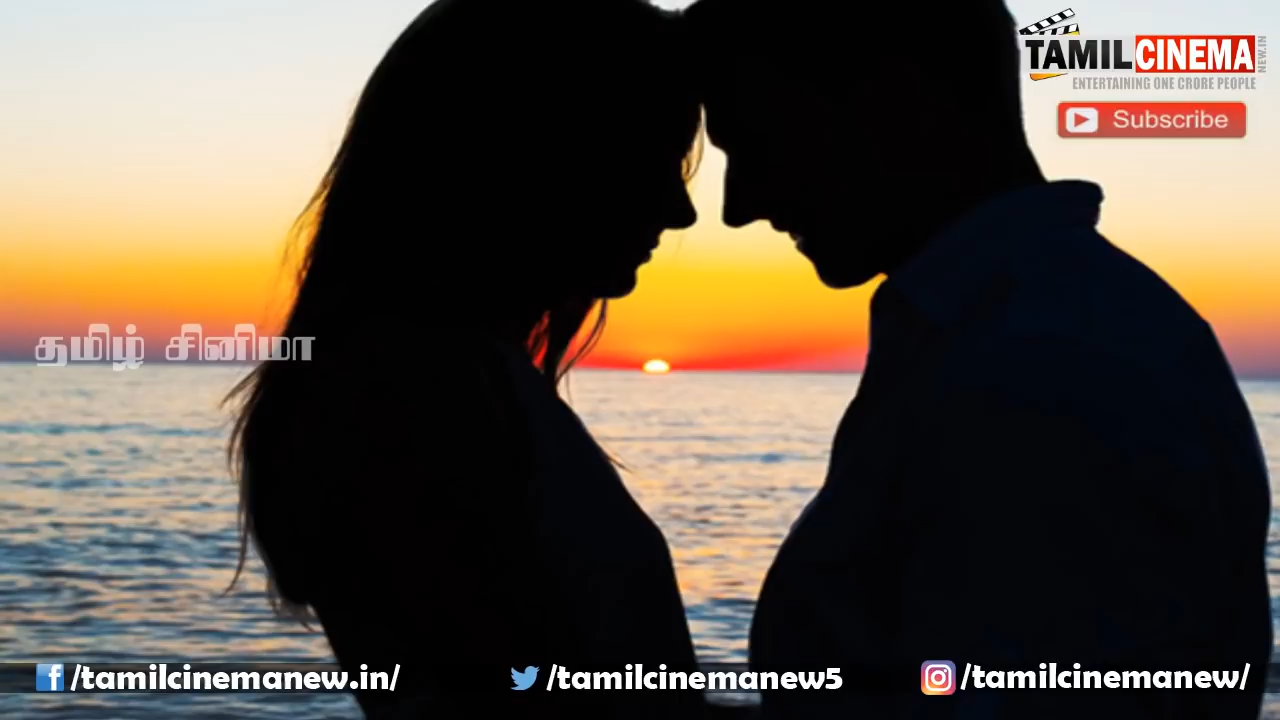 TAMILCINEMA
NEW.IN
ENTERTAINING ONE CRORE PEOPLE
Subscribe
தமிழ் சினிமா
/tamilcinemanew.in/
/tamilcinemanew5
/tamilcinemanew/